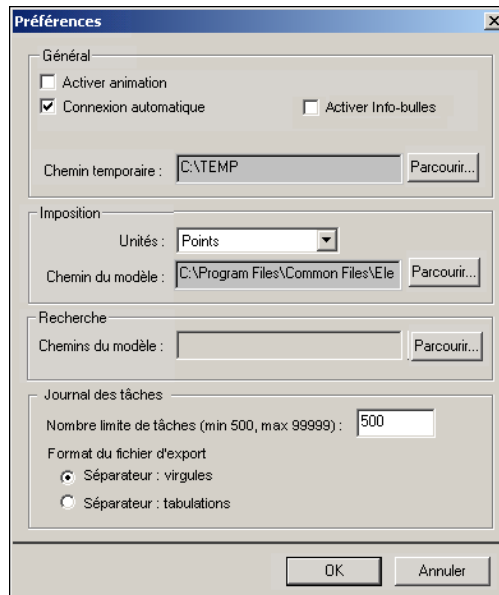 Préférences
Général
Activer animation
Connexion automatique
Activer Info-bulles
Chemin temporaire :
C:\TEMP
Parcourir...
Imposition
Unités :
Points
Chemin du modèle :
C:\Program Files\Common Files\Ele
Parcourir...
Recherche
Chemins du modèle :
Parcourir...
Journal des tâches
Nombre limite de tâches (min 500, max 99999) :
500
Format du fichier d'export
Séparateur : virgules
Séparateur : tabulations
OK
Annuler